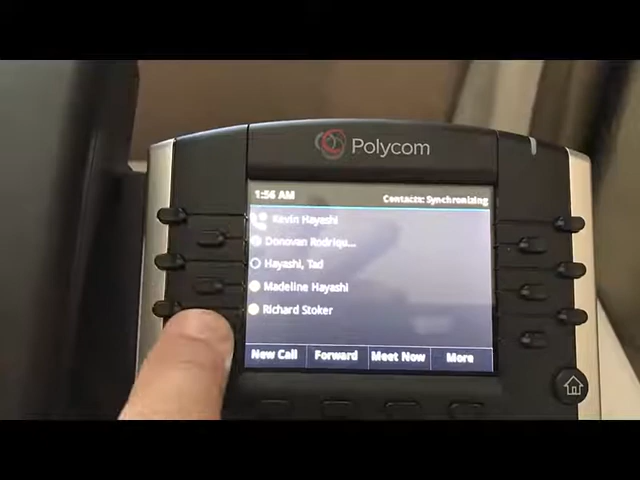 Polycom
1:56 AM
Contacts: Synchronizing
Kevin Hayashi
Donovan Rodriqu...
Hayashi, Tad
Madeline Hayashi
Richard Stoker
New Call Forward Meet Now More